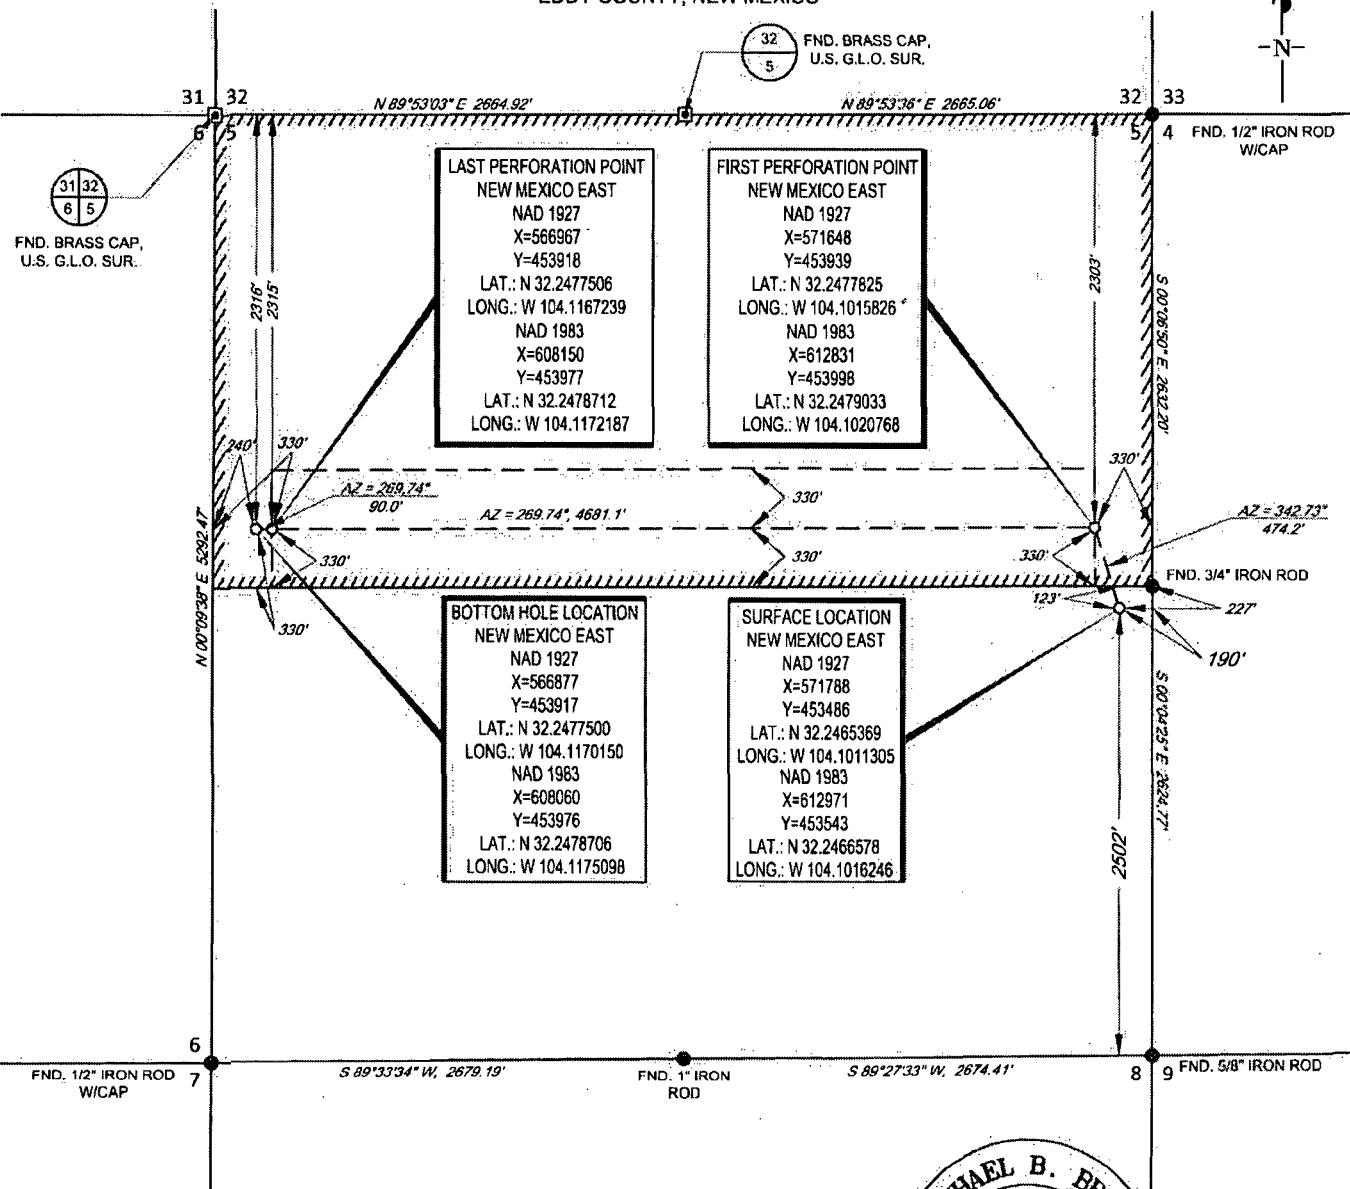 EDDY COUNTY, NEW MEXICO
-N-
32
5
FND. BRASS CAP,
U.S. G.L.O. SUR.
31 32
N 89°53'03" E 2664.92'
N 89°53'36" E 2665.06'
32 33
6 5
5 4
FND. 1/2" IRON ROD
W/CAP
31 32
6 5
FND. BRASS CAP,
U.S. G.L.O. SUR.
LAST PERFORATION POINT
NEW MEXICO EAST
NAD 1927
X=566967
Y=453918
LAT.: N 32.2477506
LONG.: W 104.1167239
NAD 1983
X=608150
Y=453977
LAT.: N 32.2478712
LONG.: W 104.1172187
FIRST PERFORATION POINT
NEW MEXICO EAST
NAD 1927
X=571648
Y=453939
LAT.: N 32.2477825
LONG.: W 104.1015826
NAD 1983
X=612831
Y=453998
LAT.: N 32.2479033
LONG.: W 104.1020768
2316'
2315'
2303'
S 00°06'50" E 2632.20'
240'
330'
330'
AZ = 269.74°
90.0'
AZ = 269.74°, 4681.1'
330'
AZ = 342.73°
474.2'
330'
330'
330'
FND. 3/4" IRON ROD
123'
227'
330'
190'
N 00°09'38" E 5292.47'
BOTTOM HOLE LOCATION
NEW MEXICO EAST
NAD 1927
X=566877
Y=453917
LAT.: N 32.2477500
LONG.: W 104.1170150
NAD 1983
X=608060
Y=453976
LAT.: N 32.2478706
LONG.: W 104.1175098
SURFACE LOCATION
NEW MEXICO EAST
NAD 1927
X=571788
Y=453486
LAT.: N 32.2465369
LONG.: W 104.1011305
NAD 1983
X=612971
Y=453543
LAT.: N 32.2466578
LONG.: W 104.1016246
S 00°04'25" E 2624.77'
2502'
6
7
FND. 1/2" IRON ROD
W/CAP
S 89°33'34" W, 2679.19'
FND. 1" IRON
ROD
S 89°27'33" W, 2674.41'
8 9
FND. 5/8" IRON ROD
HAEL B. BR